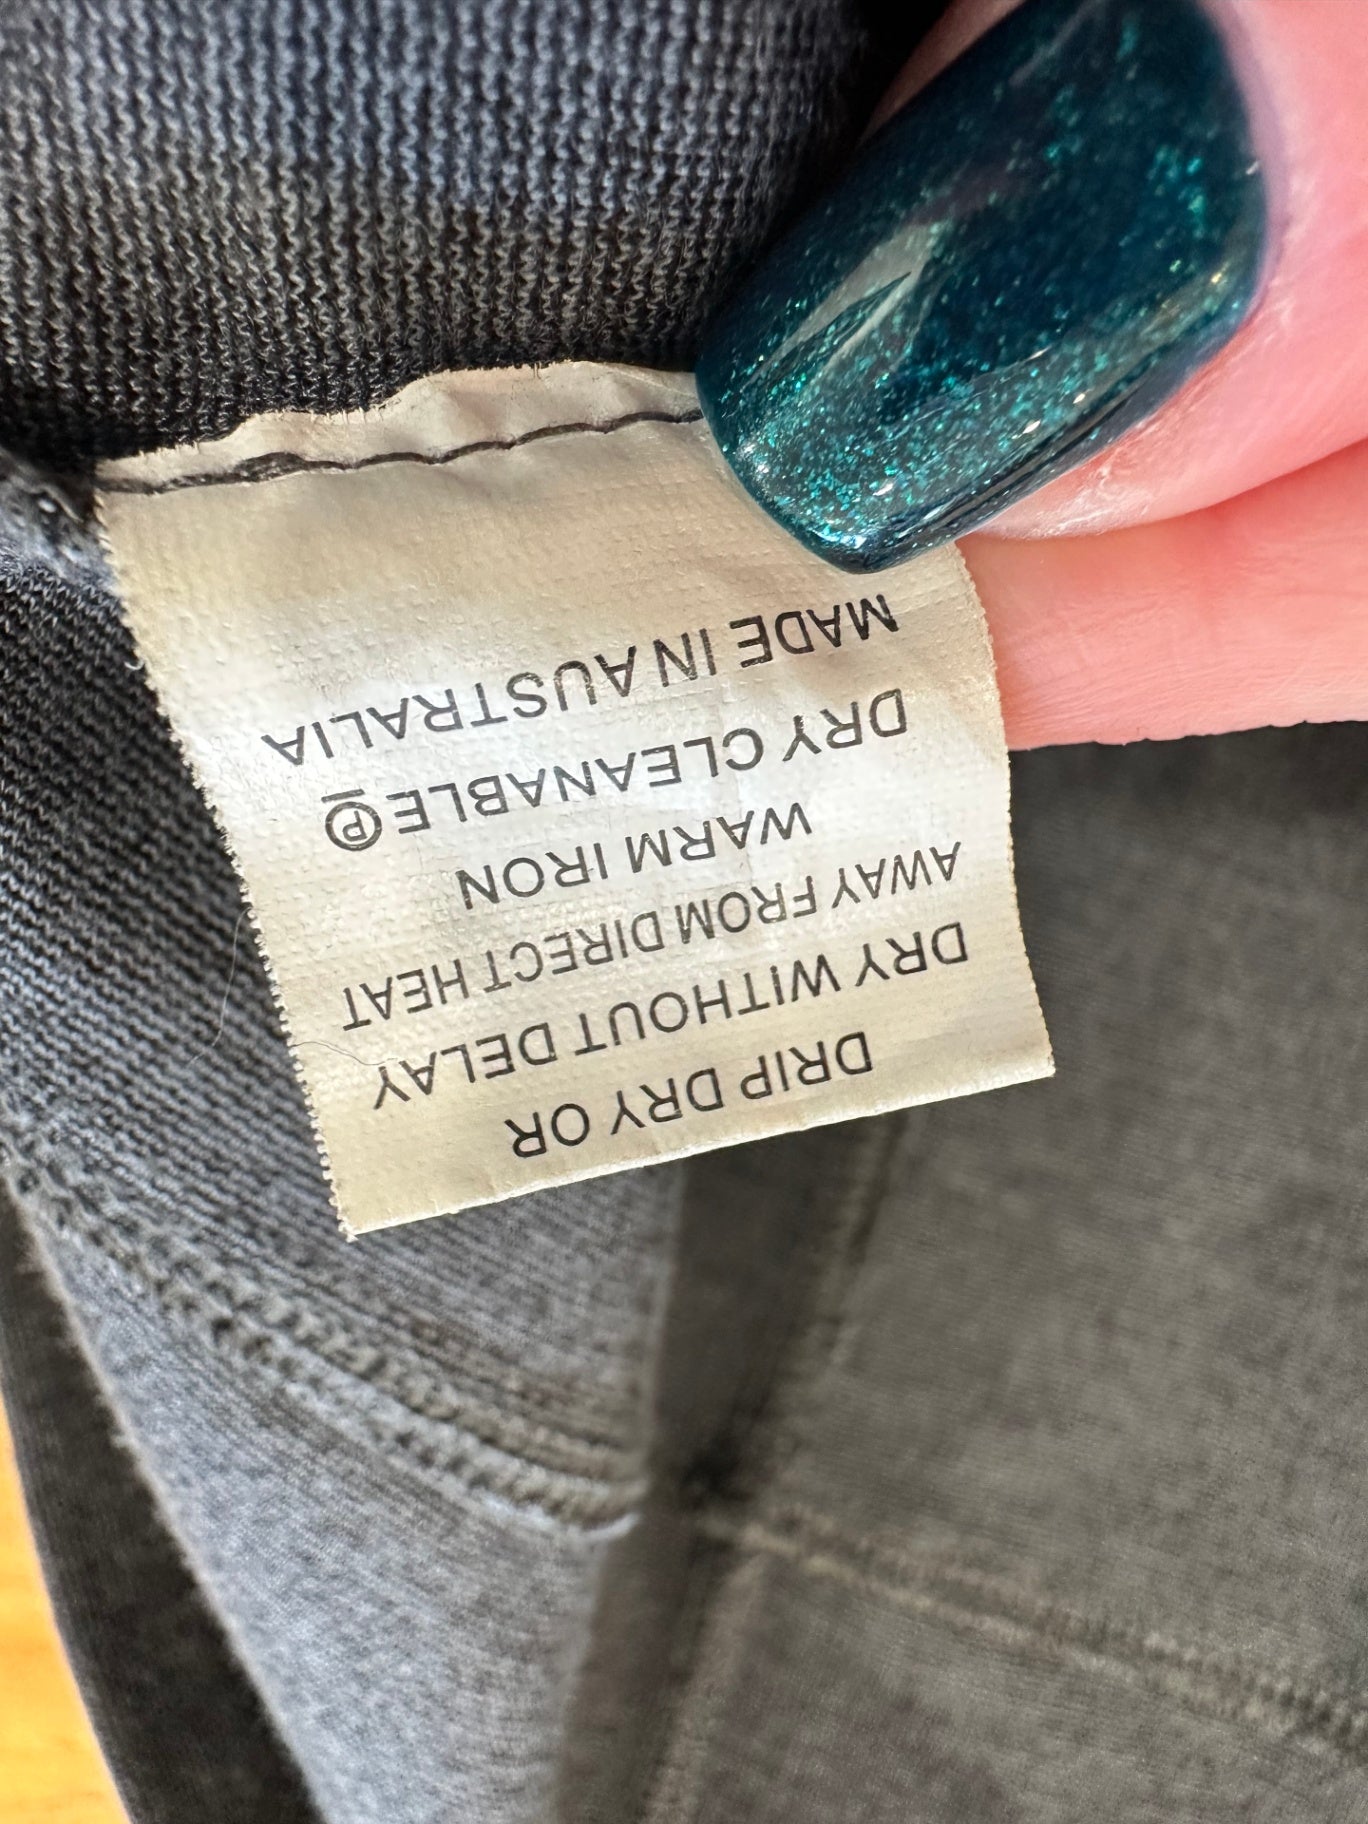 DRIP DRY OR
DRY WITHOUT DELAY
AWAY FROM DIRECT HEAT
WARM IRON
DRY CLEANABLE Ⓟ
MADE IN AUSTRALIA